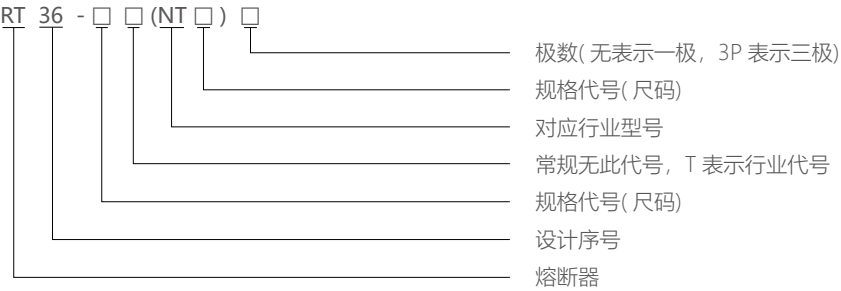 RT 36 - □ □ (NT □ ) □
极数( 无表示一极，3P 表示三极)
规格代号( 尺码)
对应行业型号
常规无此代号，T 表示行业代号
规格代号( 尺码)
设计序号
熔断器